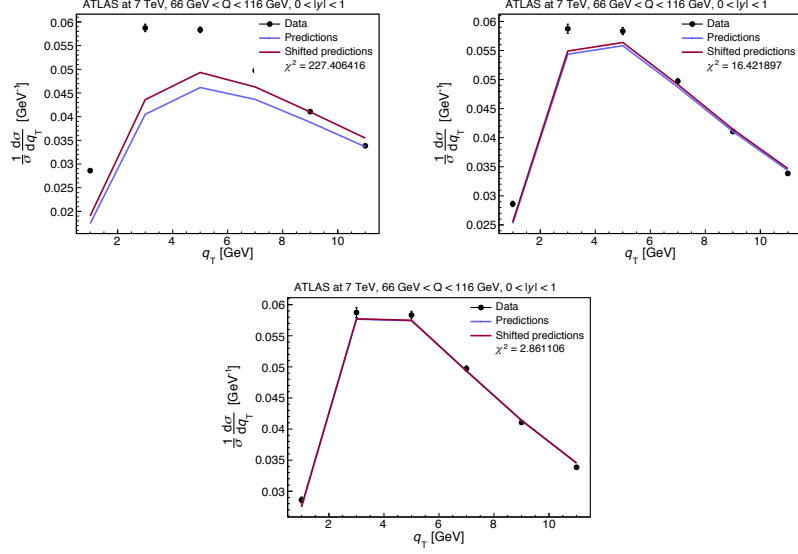 ATLAS at 7 TeV, 66 GeV < Q < 116 GeV, 0 < |y| < 1
Data
Predictions
Shifted predictions
χ² = 227.406416
0.06
0.055
0.05
0.045
0.04
0.035
0.03
0.025
0.02
1/σ dσ/dq_T [GeV⁻¹]
2 4 6 8 10
q_T [GeV]
ATLAS at 7 TeV, 66 GeV < Q < 116 GeV, 0 < |y| < 1
Data
Predictions
Shifted predictions
χ² = 16.421897
0.06
0.055
0.05
0.045
0.04
0.035
0.03
0.025
1/σ dσ/dq_T [GeV⁻¹]
2 4 6 8 10
q_T [GeV]
ATLAS at 7 TeV, 66 GeV < Q < 116 GeV, 0 < |y| < 1
Data
Predictions
Shifted predictions
χ² = 2.861106
0.06
0.055
0.05
0.045
0.04
0.035
0.03
1/σ dσ/dq_T [GeV⁻¹]
2 4 6 8 10
q_T [GeV]